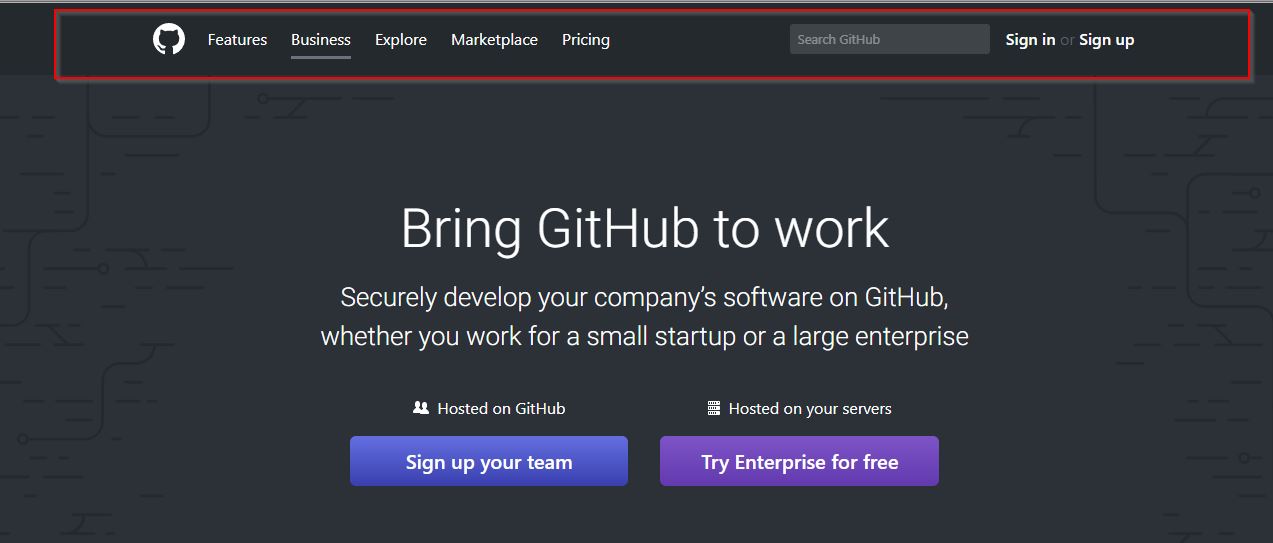 Features Business Explore Marketplace Pricing Search GitHub Sign in or Sign up
Bring GitHub to work
Securely develop your company’s software on GitHub,
whether you work for a small startup or a large enterprise
Hosted on GitHub Hosted on your servers
Sign up your team Try Enterprise for free